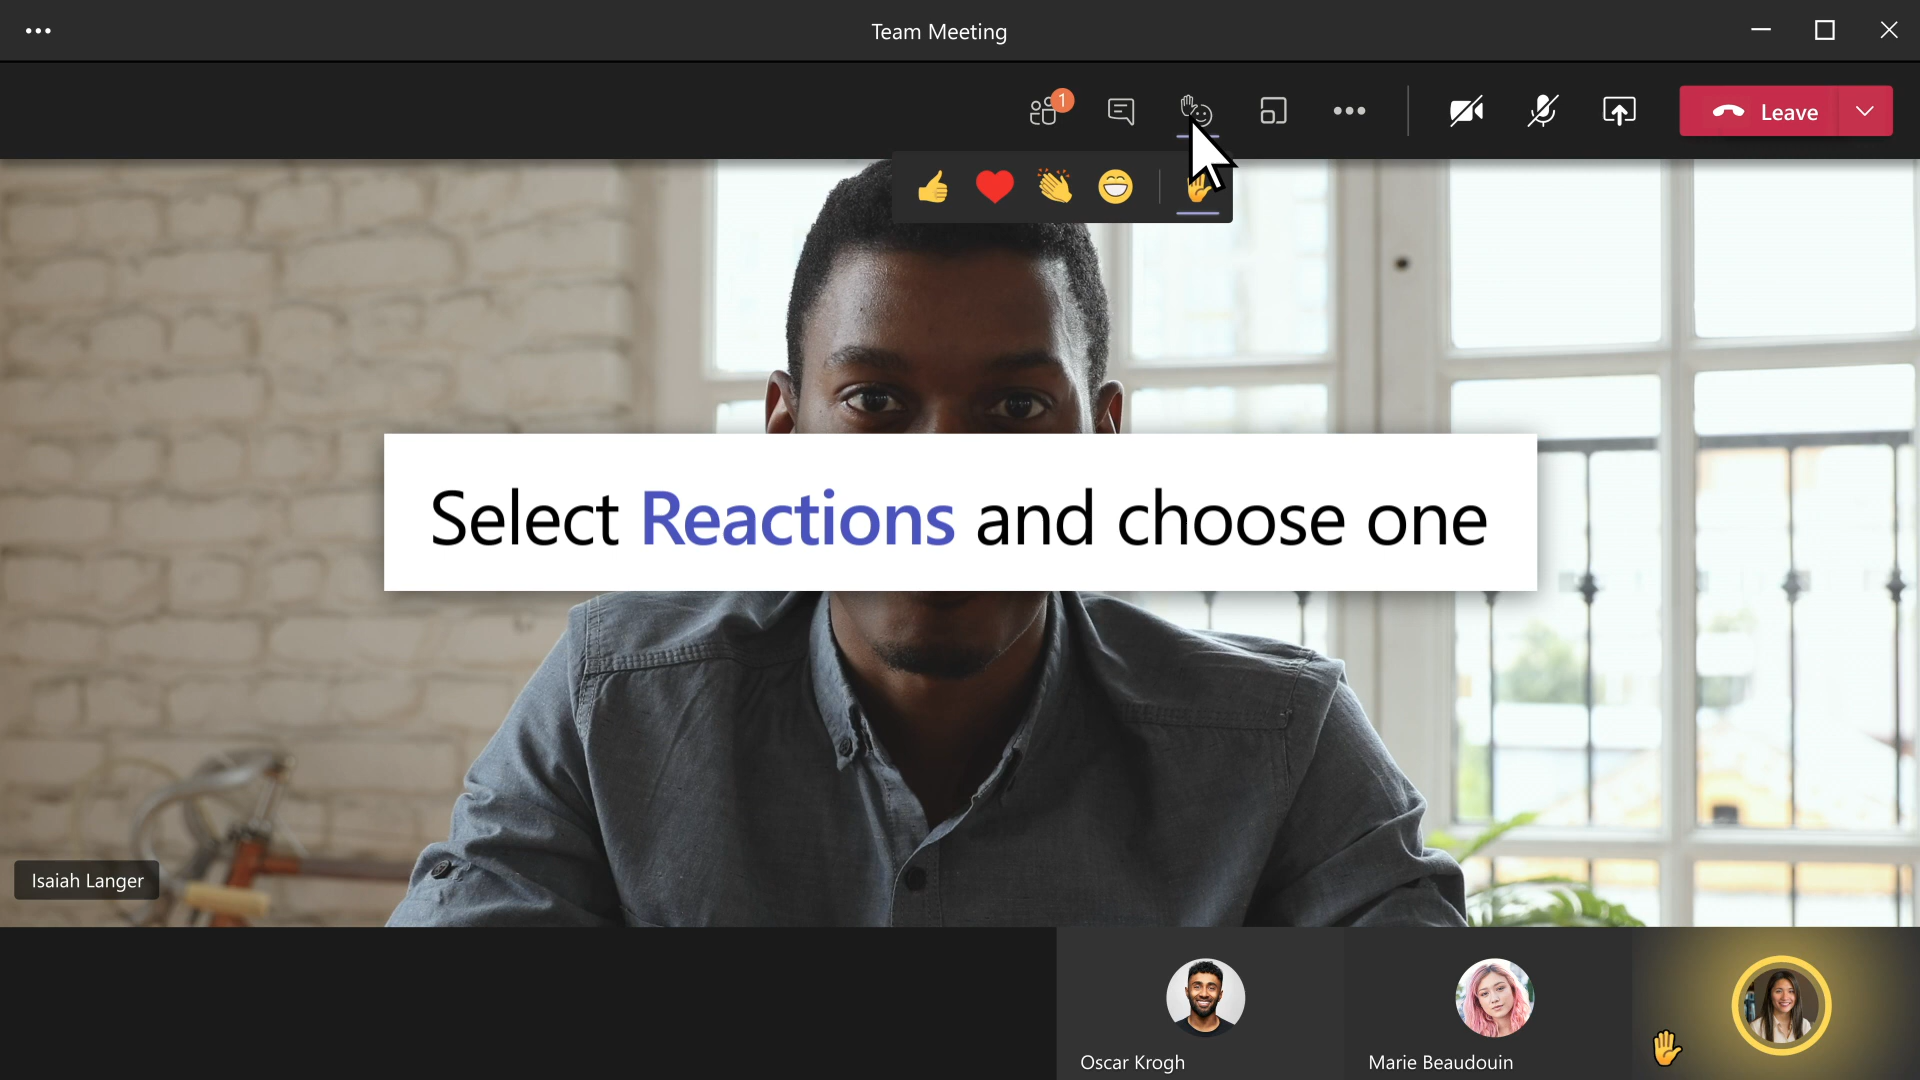 Team Meeting
1
Leave
Select Reactions and choose one
Isaiah Langer
Oscar Krogh
Marie Beaudouin